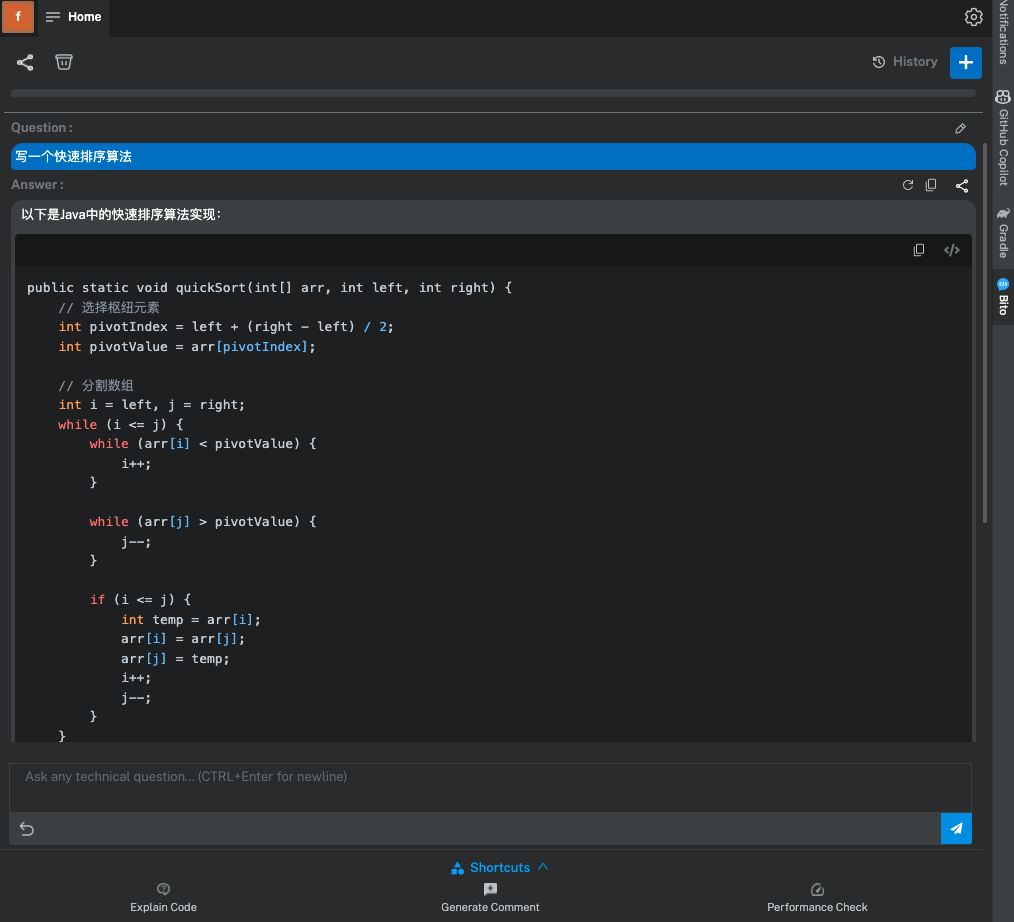 f
Home
History
Question :
写一个快速排序算法
Answer :
以下是Java中的快速排序算法实现：
public static void quickSort(int[] arr, int left, int right) {
    // 选择枢纽元素
    int pivotIndex = left + (right - left) / 2;
    int pivotValue = arr[pivotIndex];

    // 分割数组
    int i = left, j = right;
    while (i <= j) {
        while (arr[i] < pivotValue) {
            i++;
        }

        while (arr[j] > pivotValue) {
            j--;
        }

        if (i <= j) {
            int temp = arr[i];
            arr[i] = arr[j];
            arr[j] = temp;
            i++;
            j--;
        }
    }
Ask any technical question... (CTRL+Enter for newline)
Shortcuts
Explain Code
Generate Comment
Performance Check
Notifications
GitHub Copilot
Gradle
Bito